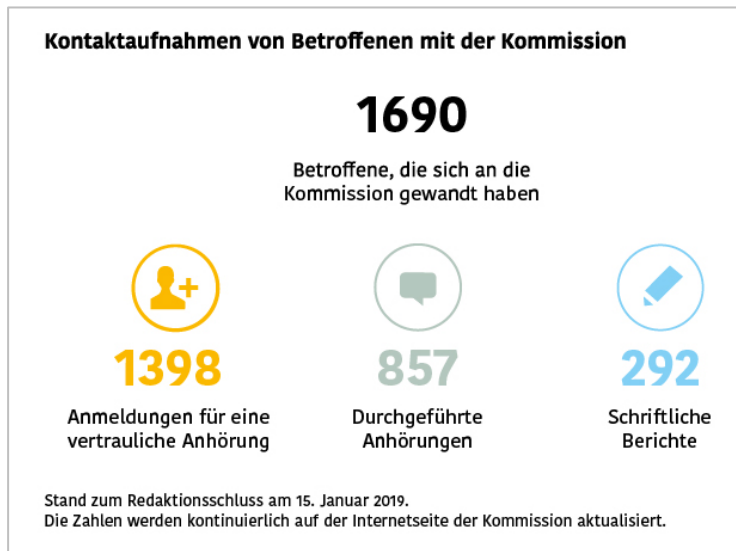 Kontaktaufnahmen von Betroffenen mit der Kommission
1690
Betroffene, die sich an die
Kommission gewandt haben
1398
Anmeldungen für eine
vertrauliche Anhörung
857
Durchgeführte
Anhörungen
292
Schriftliche
Berichte
Stand zum Redaktionsschluss am 15. Januar 2019.
Die Zahlen werden kontinuierlich auf der Internetseite der Kommission aktualisiert.